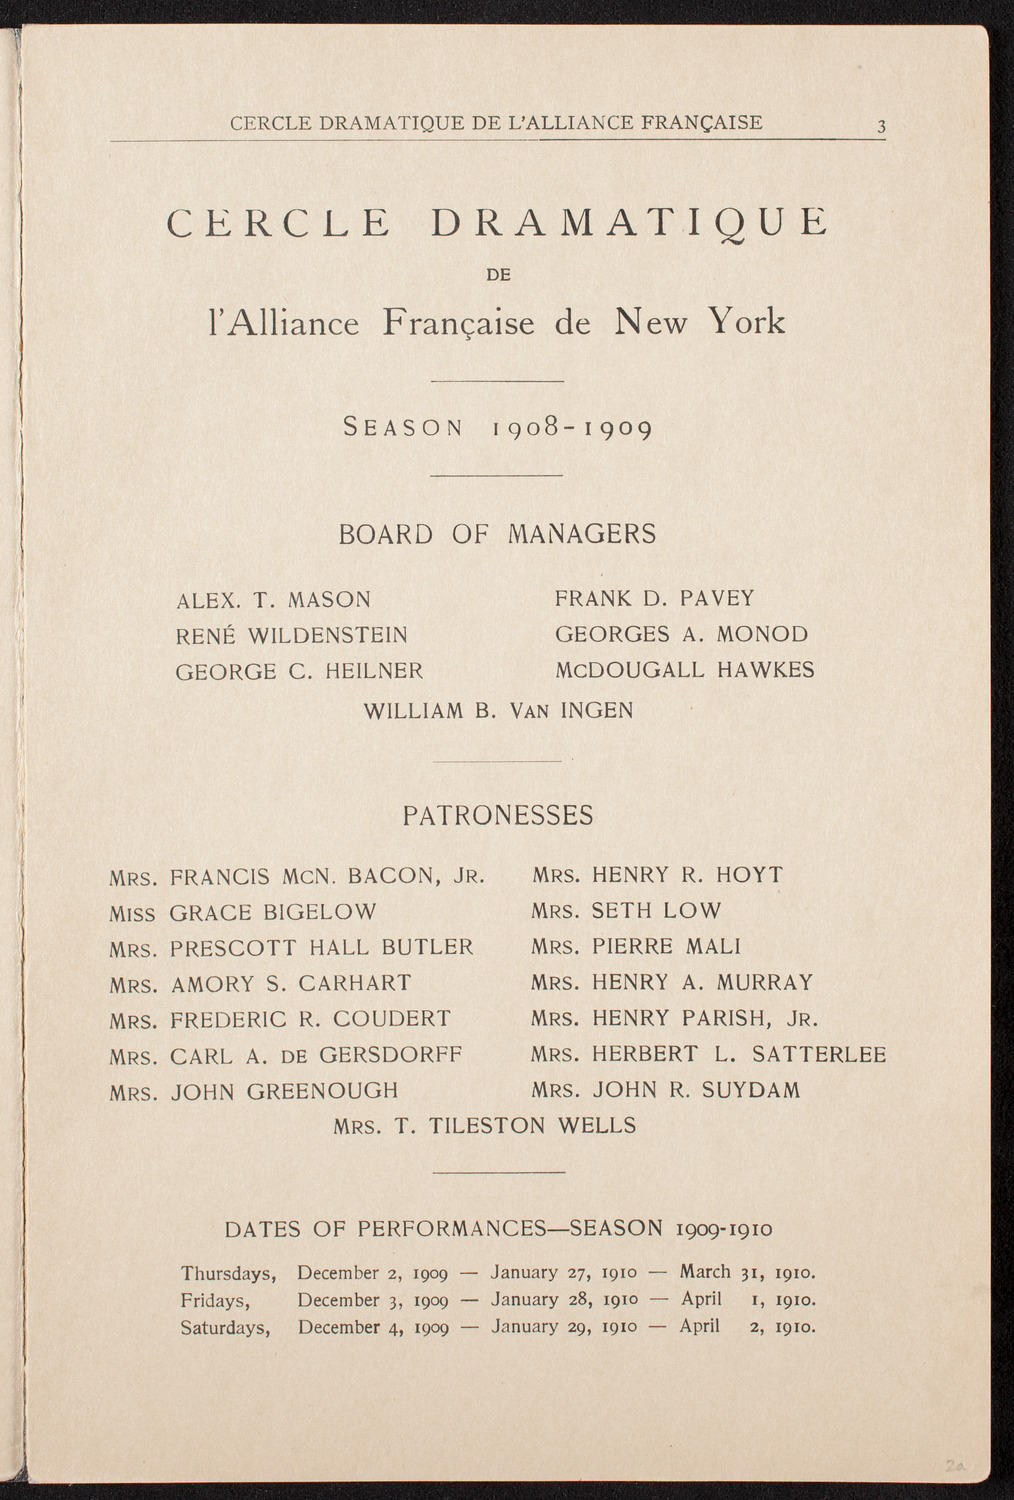 CERCLE DRAMATIQUE DE L'ALLIANCE FRANÇAISE 3
CERCLE DRAMATIQUE
DE
l'Alliance Française de New York
SEASON 1908-1909
BOARD OF MANAGERS
ALEX. T. MASON FRANK D. PAVEY
RENÉ WILDENSTEIN GEORGES A. MONOD
GEORGE C. HEILNER McDOUGALL HAWKES
WILLIAM B. VAN INGEN
PATRONESSES
MRS. FRANCIS McN. BACON, JR. MRS. HENRY R. HOYT
MISS GRACE BIGELOW MRS. SETH LOW
MRS. PRESCOTT HALL BUTLER MRS. PIERRE MALI
MRS. AMORY S. CARHART MRS. HENRY A. MURRAY
MRS. FREDERIC R. COUDERT MRS. HENRY PARISH, JR.
MRS. CARL A. DE GERSDORFF MRS. HERBERT L. SATTERLEE
MRS. JOHN GREENOUGH MRS. JOHN R. SUYDAM
MRS. T. TILESTON WELLS
DATES OF PERFORMANCES—SEASON 1909-1910
Thursdays, December 2, 1909 — January 27, 1910 — March 31, 1910.
Fridays, December 3, 1909 — January 28, 1910 — April 1, 1910.
Saturdays, December 4, 1909 — January 29, 1910 — April 2, 1910.
2a